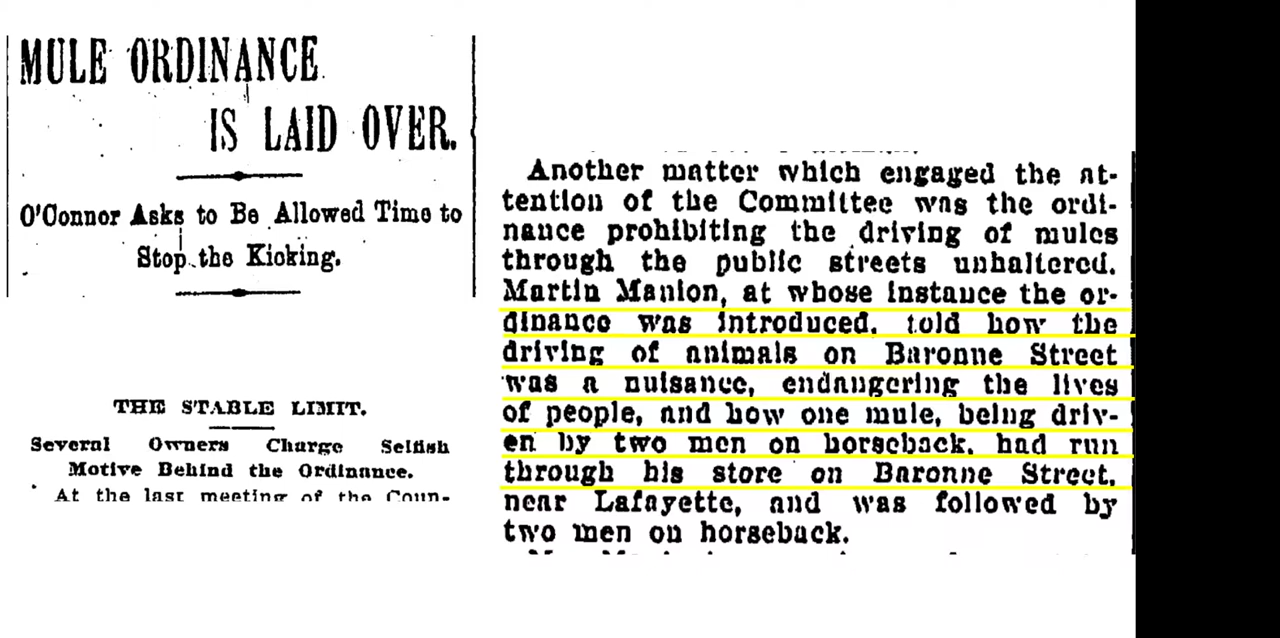 MULE ORDINANCE
IS LAID OVER.
O'Connor Asks to Be Allowed Time to
Stop the Kicking.
THE STABLE LIMIT.
Several Owners Charge Selfish
Motive Behind the Ordinance.
At the last meeting of the Coun-
Another matter which engaged the at-
tention of the Committee was the ordi-
nance prohibiting the driving of mules
through the public streets unhaltered.
Martin Manion, at whose instance the or-
dinance was introduced, told how the
driving of animals on Baronne Street
was a nuisance, endangering the lives
of people, and how one mule, being driv-
en by two men on horseback, had run
through his store on Baronne Street,
near Lafayette, and was followed by
two men on horseback.